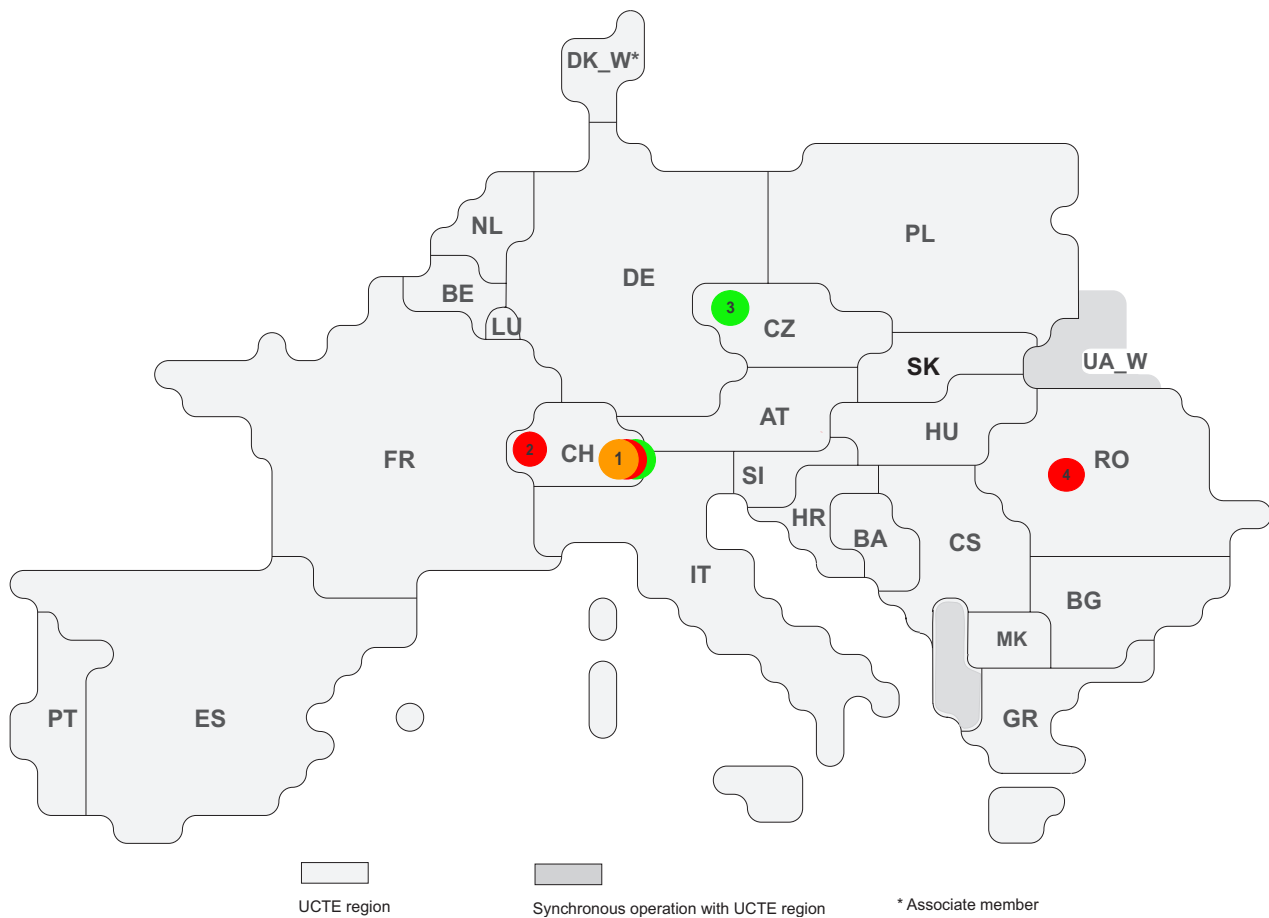 DK_W*
NL
PL
DE
BE
3
CZ
LU
SK
UA_W
AT
HU
2
CH
1
FR
RO
4
SI
HR
BA
CS
IT
BG
MK
PT
ES
GR
UCTE region
Synchronous operation with UCTE region
* Associate member